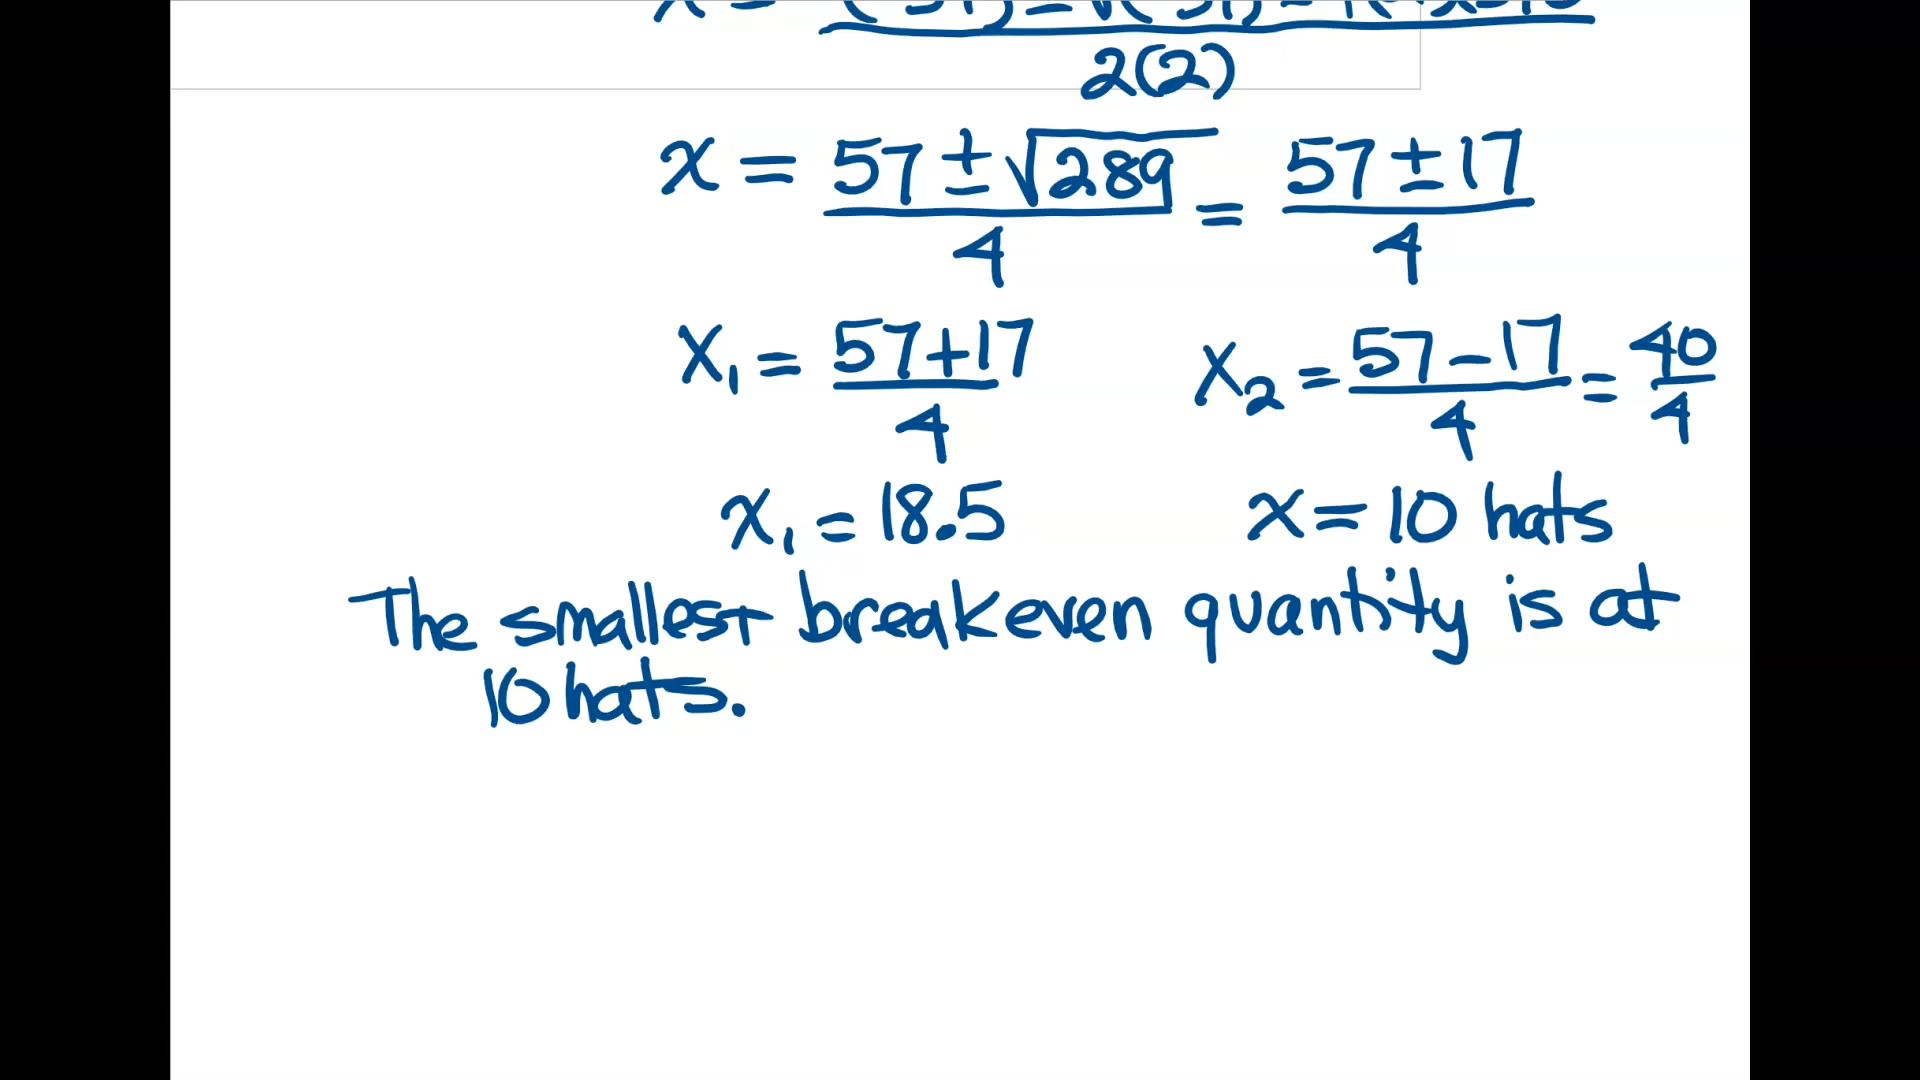 2(2)
x = 57 ± √289 / 4 = 57 ± 17 / 4
x₁ = 57 + 17 / 4   x₂ = 57 - 17 / 4 = 40 / 4
x₁ = 18.5   x = 10 hats
The smallest breakeven quantity is at
10 hats.